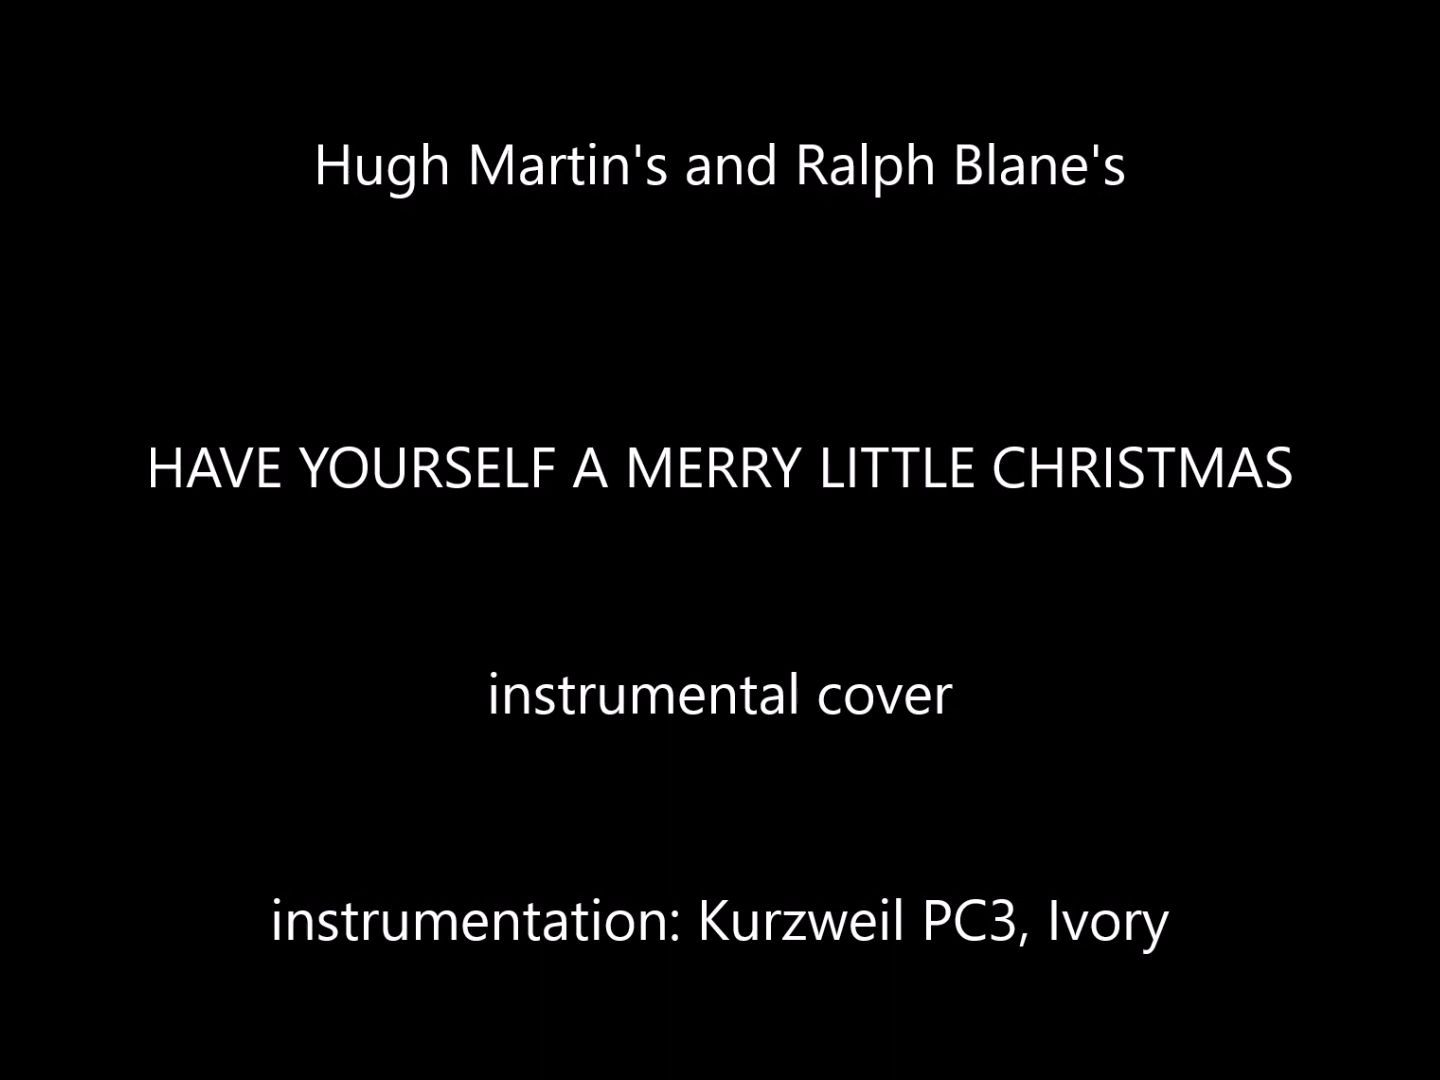 Hugh Martin's and Ralph Blane's
HAVE YOURSELF A MERRY LITTLE CHRISTMAS
instrumental cover
instrumentation: Kurzweil PC3, Ivory